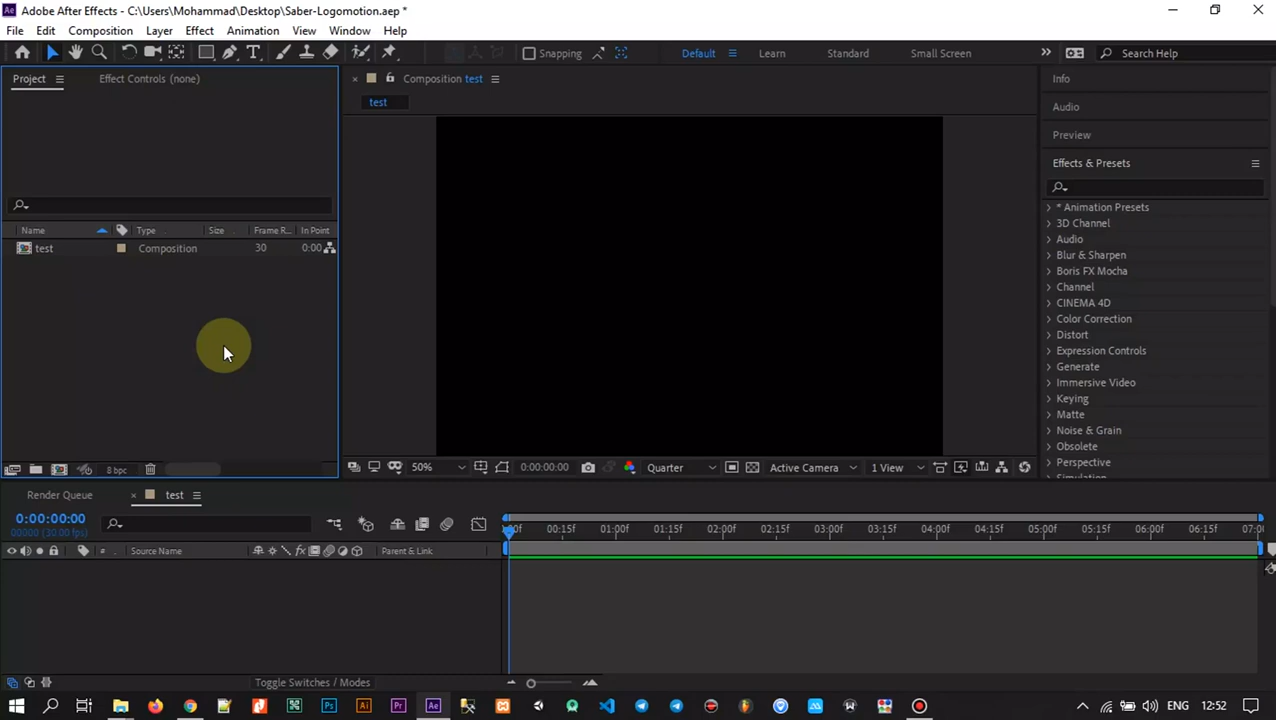 Adobe After Effects - C:\Users\Mohammad\Desktop\Saber-Logomotion.aep *
File Edit Composition Layer Effect Animation View Window Help
Snapping Default Learn Standard Small Screen Search Help
Project Effect Controls (none) Composition test Info
test
Audio
Preview
Effects & Presets
Name Type Size Frame R... In Point
test Composition 30 0:00
* Animation Presets
3D Channel
Audio
Blur & Sharpen
Boris FX Mocha
Channel
CINEMA 4D
Color Correction
Distort
Expression Controls
Generate
Immersive Video
Keying
Matte
Noise & Grain
Obsolete
Perspective
8 bpc 50% 0:00:00:00 Quarter Active Camera 1 View
Render Queue test
0:00:00:00
00000 (30.00 fps)
00:15f 01:00f 01:15f 02:00f 02:15f 03:00f 03:15f 04:00f 04:15f 05:00f 05:15f 06:00f 06:15f 07:0
# Source Name Parent & Link
Toggle Switches / Modes
ENG 12:52